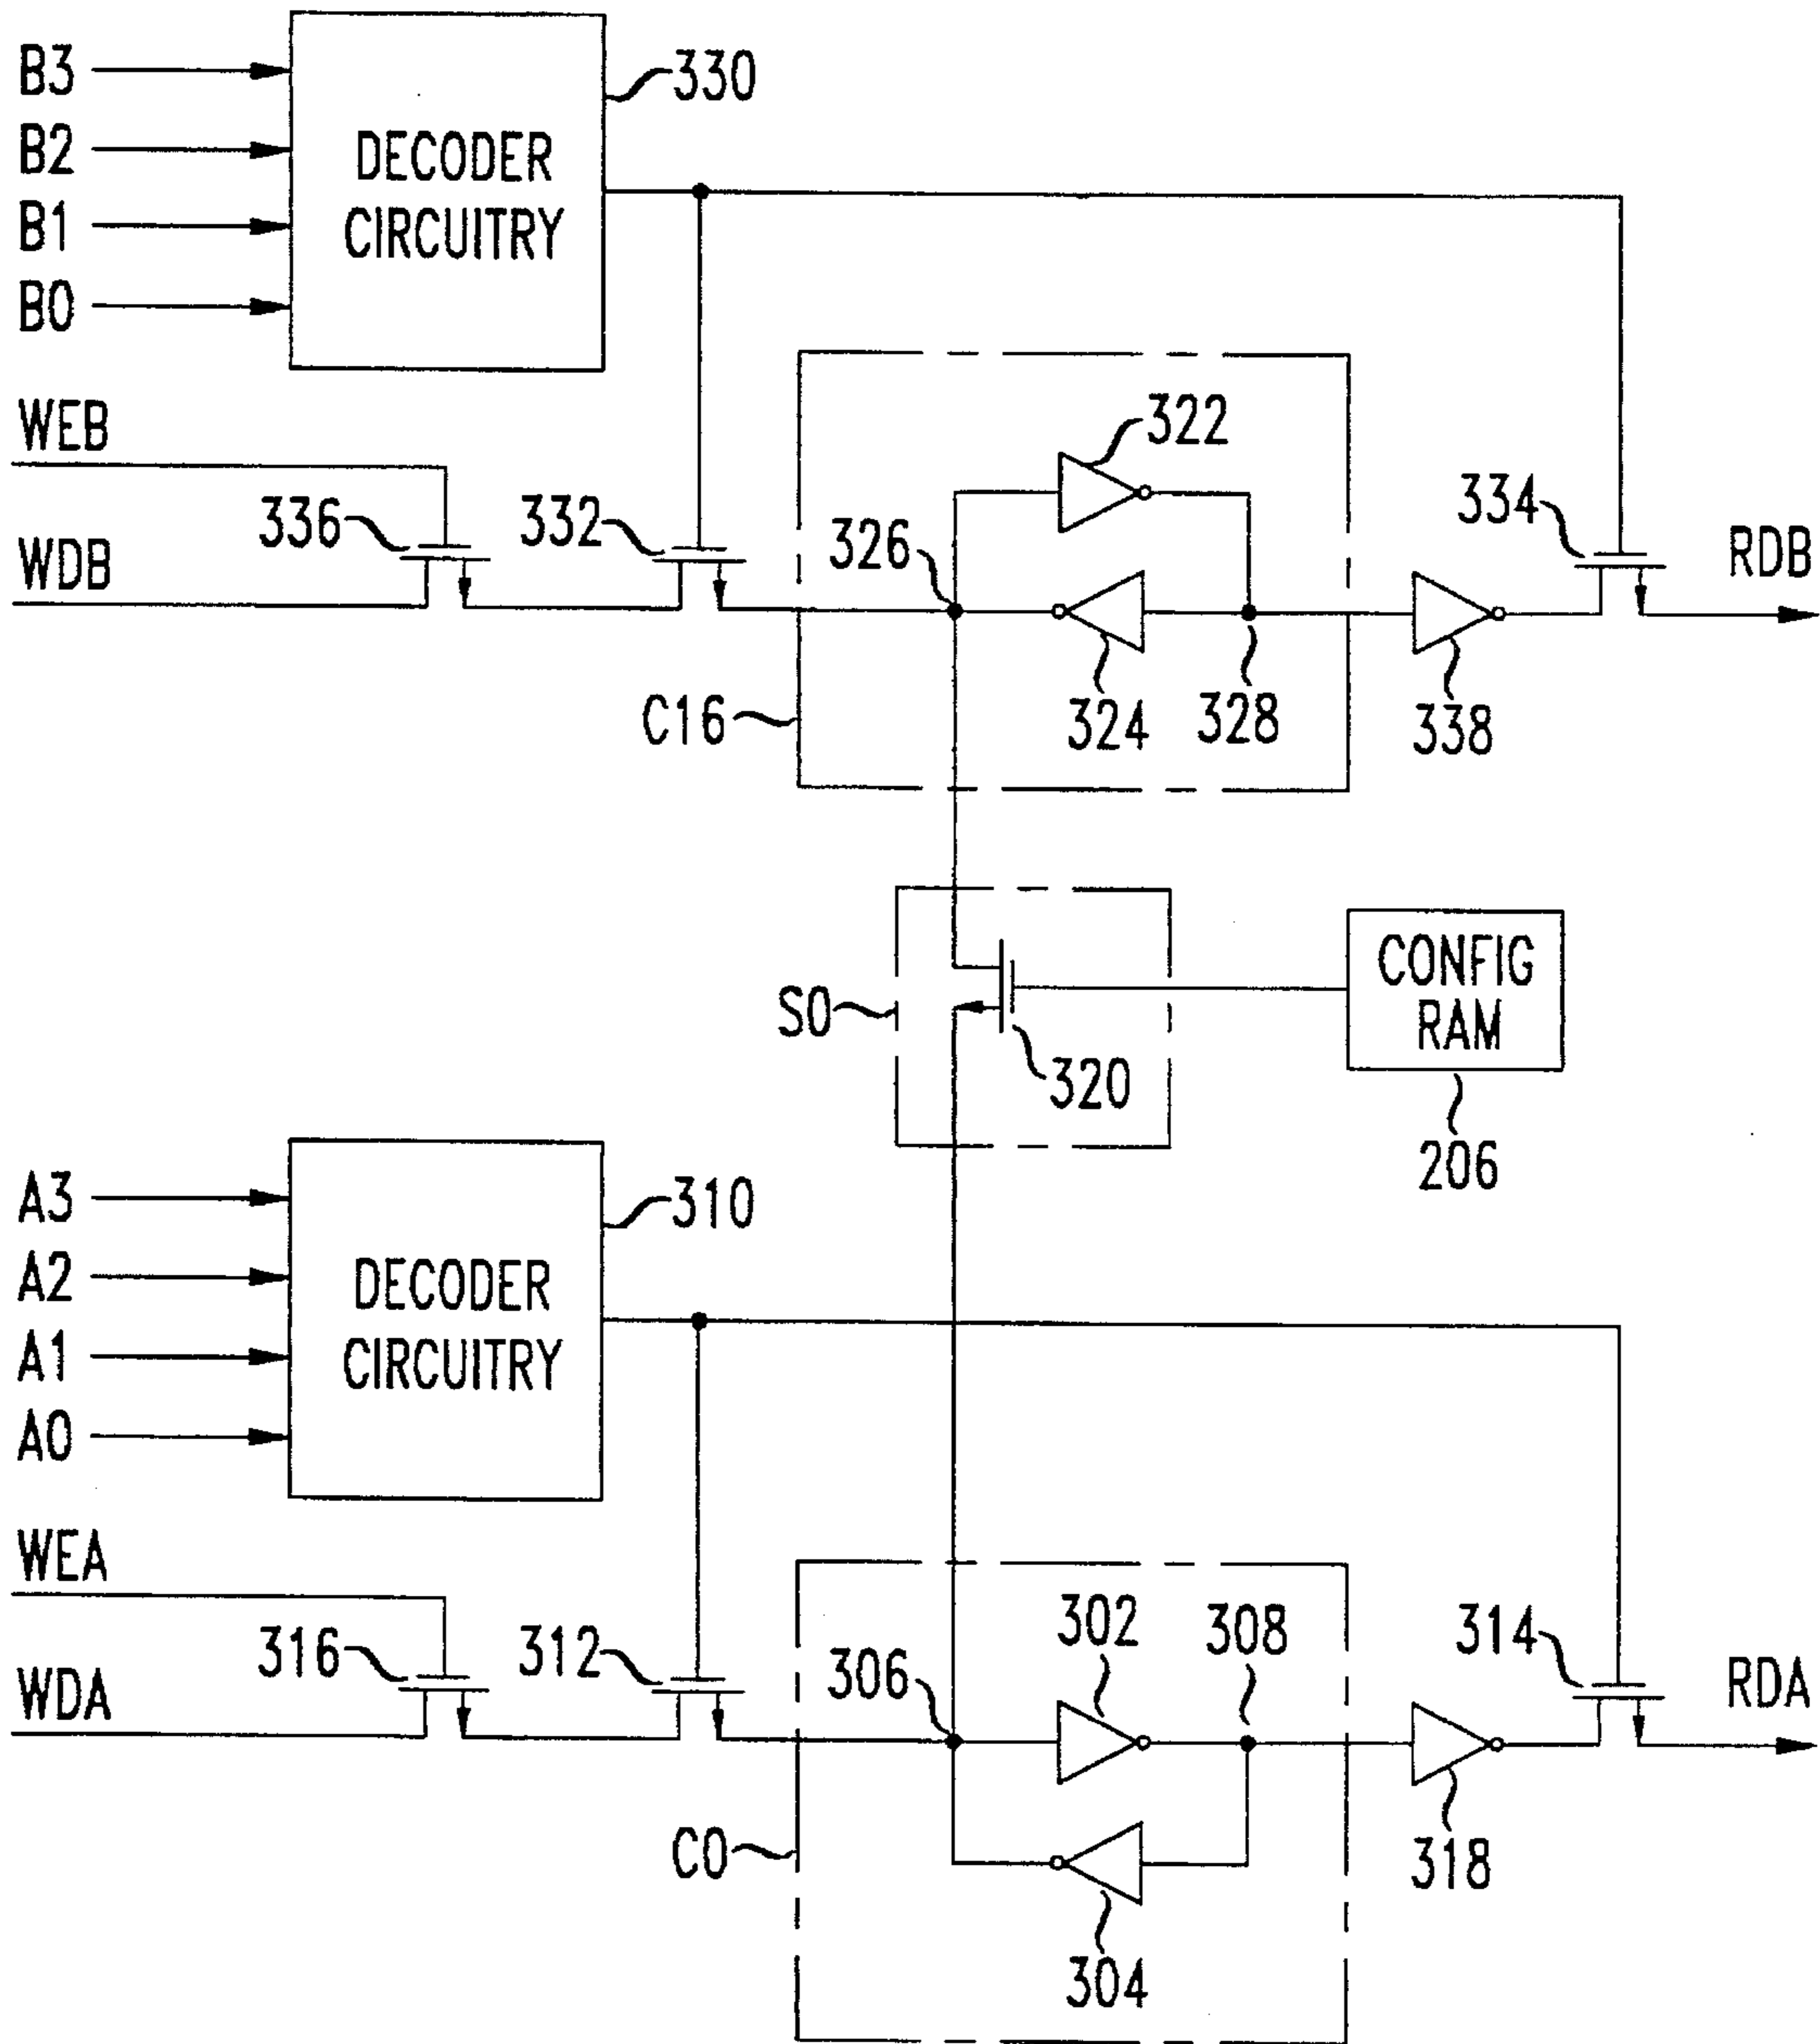 B3
B2
B1
B0
DECODER
CIRCUITRY
330
WEB
WDB
336
332
326
322
324
328
C16
338
334
RDB
S0
320
CONFIG
RAM
206
A3
A2
A1
A0
DECODER
CIRCUITRY
310
WEA
WDA
316
312
306
302
308
304
C0
318
314
RDA